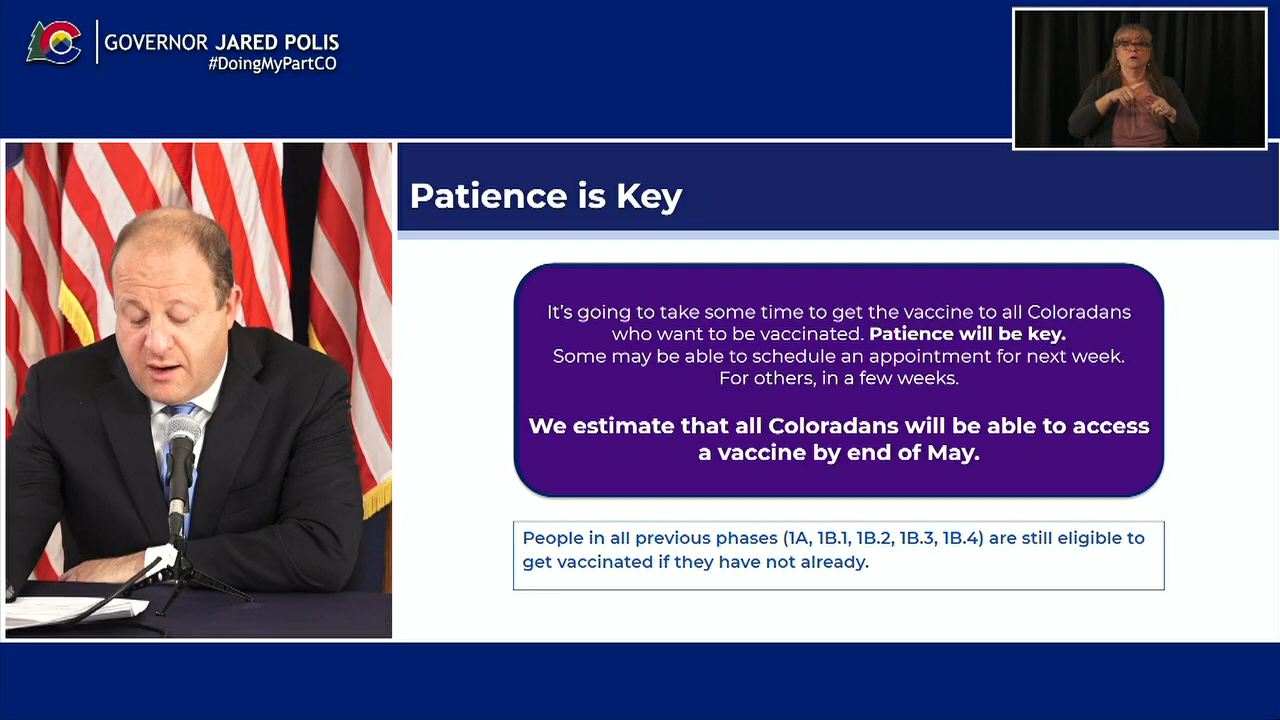 GOVERNOR JARED POLIS
#DoingMyPartCO
Patience is Key
It's going to take some time to get the vaccine to all Coloradans
who want to be vaccinated. Patience will be key.
Some may be able to schedule an appointment for next week.
For others, in a few weeks.
We estimate that all Coloradans will be able to access
a vaccine by end of May.
People in all previous phases (1A, 1B.1, 1B.2, 1B.3, 1B.4) are still eligible to
get vaccinated if they have not already.